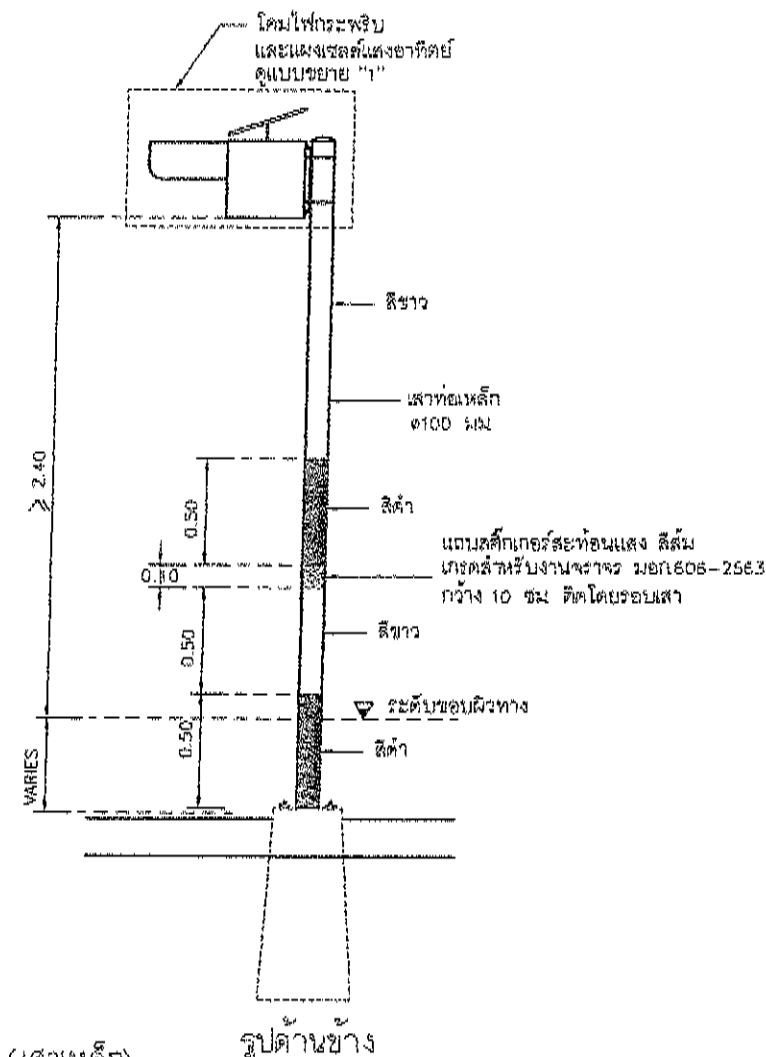 โคมไฟกระพริบ
และแผงเซลล์แสงอาทิตย์
ดูแบบขยาย "1"
สีขาว
เสาท่อเหล็ก
ø100 มม
≥ 2.40
0.50
สีดำ
แถบสติ๊กเกอร์สะท้อนแสง สีส้ม
เกรดสำหรับงานจราจร มอก.606-2563
กว้าง 10 ซม ติดโดยรอบเสา
0.10
0.50
สีขาว
ระดับขอบผิวทาง
0.50
สีดำ
VARIES
รูปด้านข้าง
(เสาเหล็ก)